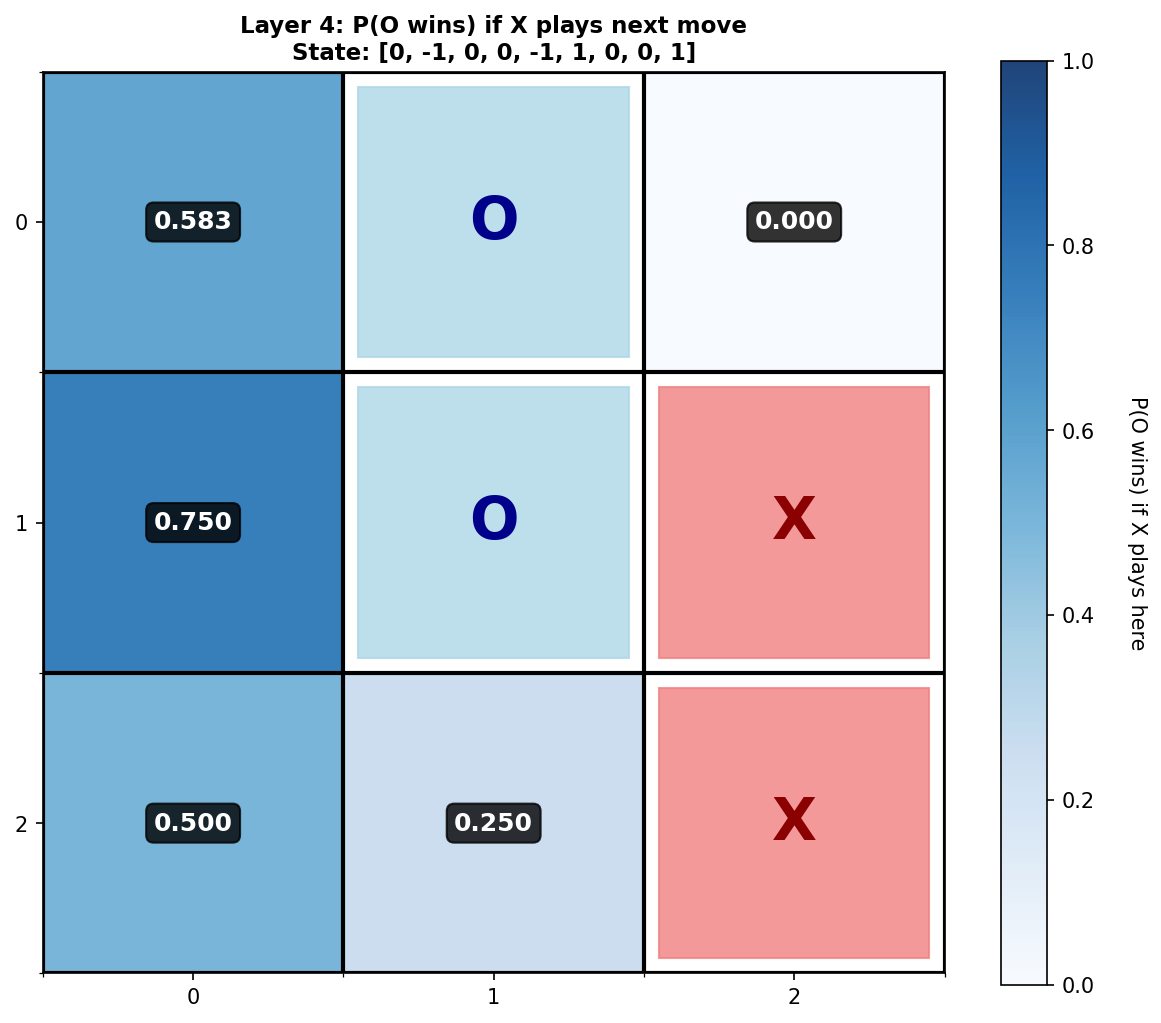 Layer 4: P(O wins) if X plays next move
State: [0, -1, 0, 0, -1, 1, 0, 0, 1]
0.583
O
0.000
0.750
O
X
0.500
0.250
X
0
1
2
0
1
2
1.0
0.8
0.6
0.4
0.2
0.0
P(O wins) if X plays here